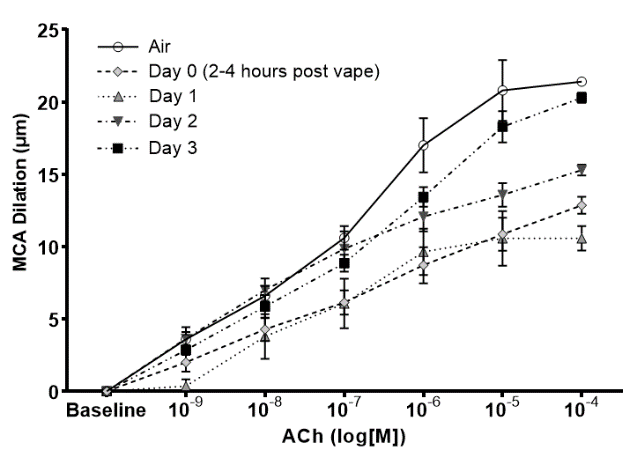 25
20
15
10
5
0
MCA Dilation (μm)
Air
Day 0 (2-4 hours post vape)
Day 1
Day 2
Day 3
Baseline 10⁻⁹ 10⁻⁸ 10⁻⁷ 10⁻⁶ 10⁻⁵ 10⁻⁴
ACh (log[M])